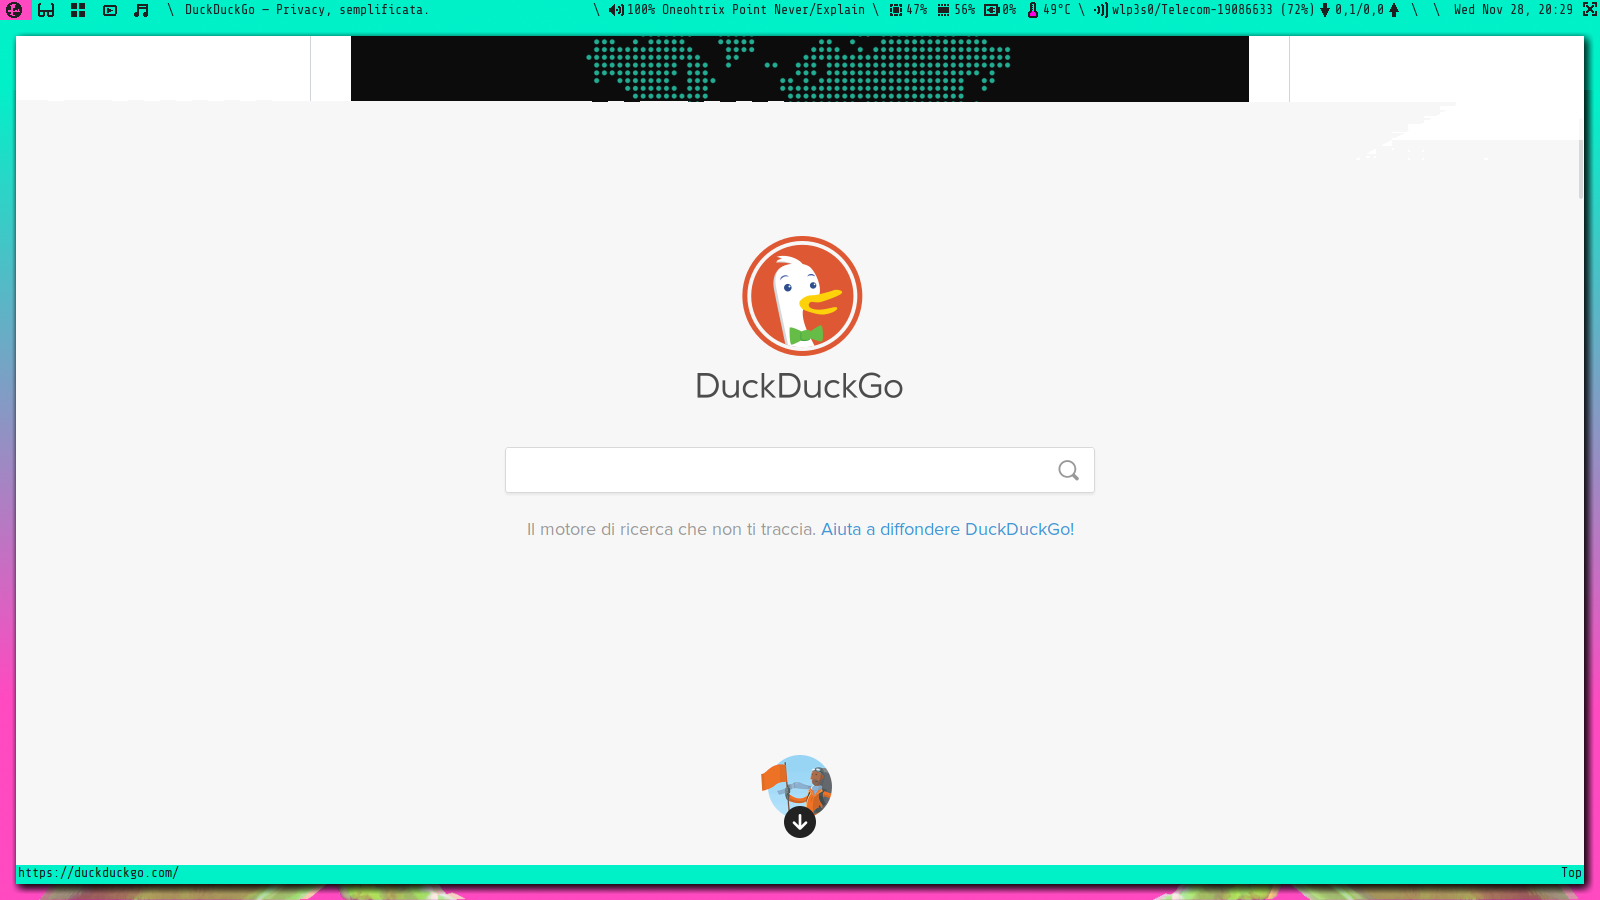 \ DuckDuckGo — Privacy, semplificata. \ 100% Oneohtrix Point Never/Explain \ 47% 56% 0% 49°C \ wlp3s0/Telecom-19086633 (72%) 0,1/0,0 \ \ Wed Nov 28, 20:29
DuckDuckGo
Il motore di ricerca che non ti traccia. Aiuta a diffondere DuckDuckGo!
https://duckduckgo.com/ Top